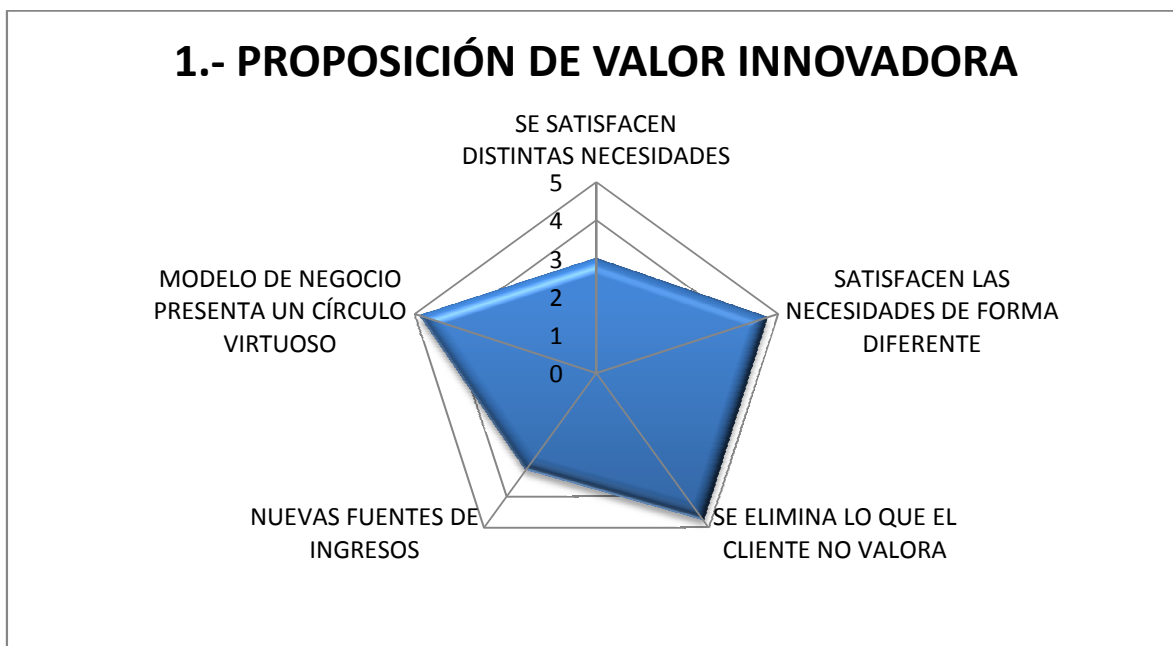 1.- PROPOSICIÓN DE VALOR INNOVADORA
SE SATISFACEN
DISTINTAS NECESIDADES
5
4
3
2
1
0
SATISFACEN LAS
NECESIDADES DE FORMA
DIFERENTE
SE ELIMINA LO QUE EL
CLIENTE NO VALORA
NUEVAS FUENTES DE
INGRESOS
MODELO DE NEGOCIO
PRESENTA UN CÍRCULO
VIRTUOSO